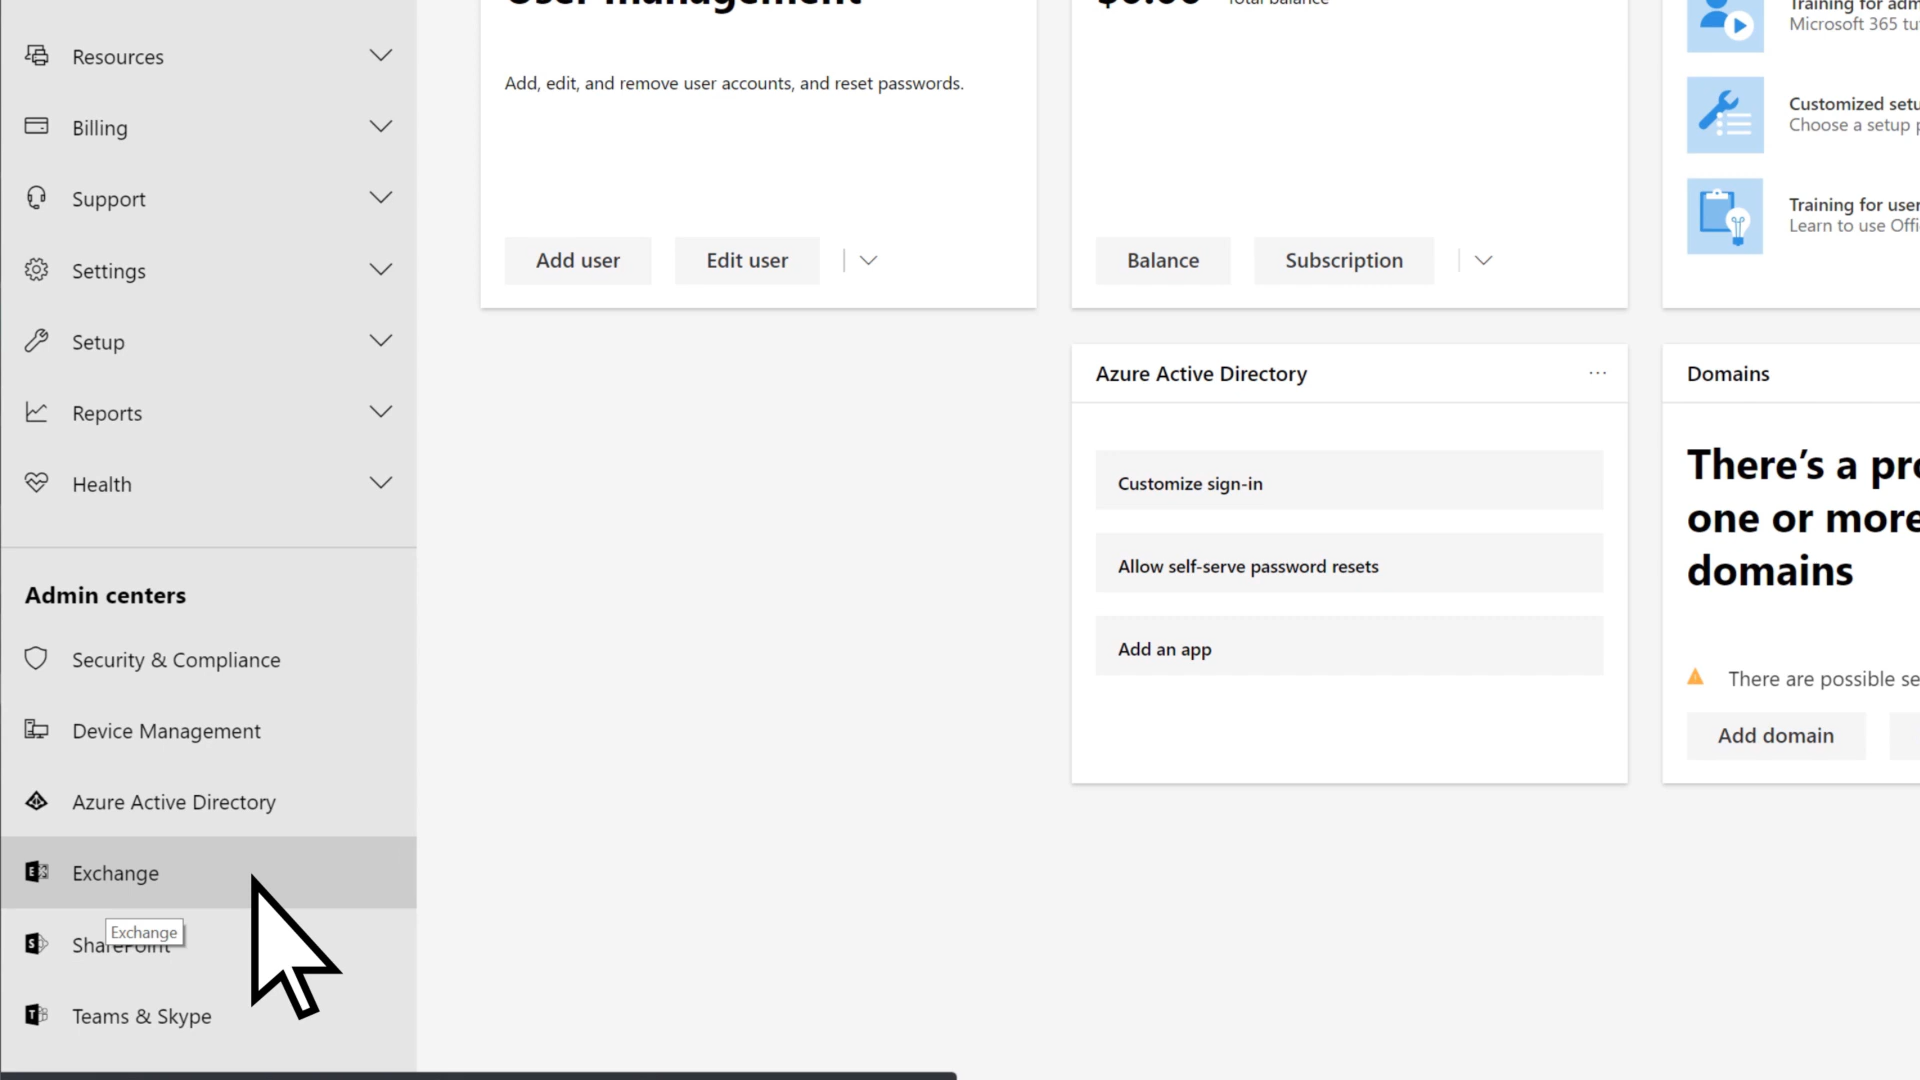 Resources
Billing
Support
Settings
Setup
Reports
Health
Admin centers
Security & Compliance
Device Management
Azure Active Directory
Exchange
Exchange
SharePoint
Teams & Skype
User management
Add, edit, and remove user accounts, and reset passwords.
Add user
Edit user
$0.00 Total balance
Balance
Subscription
Azure Active Directory
Customize sign-in
Allow self-serve password resets
Add an app
Training for adm
Microsoft 365 tu
Customized setu
Choose a setup p
Training for user
Learn to use Offi
Domains
There's a pro
one or more
domains
There are possible se
Add domain